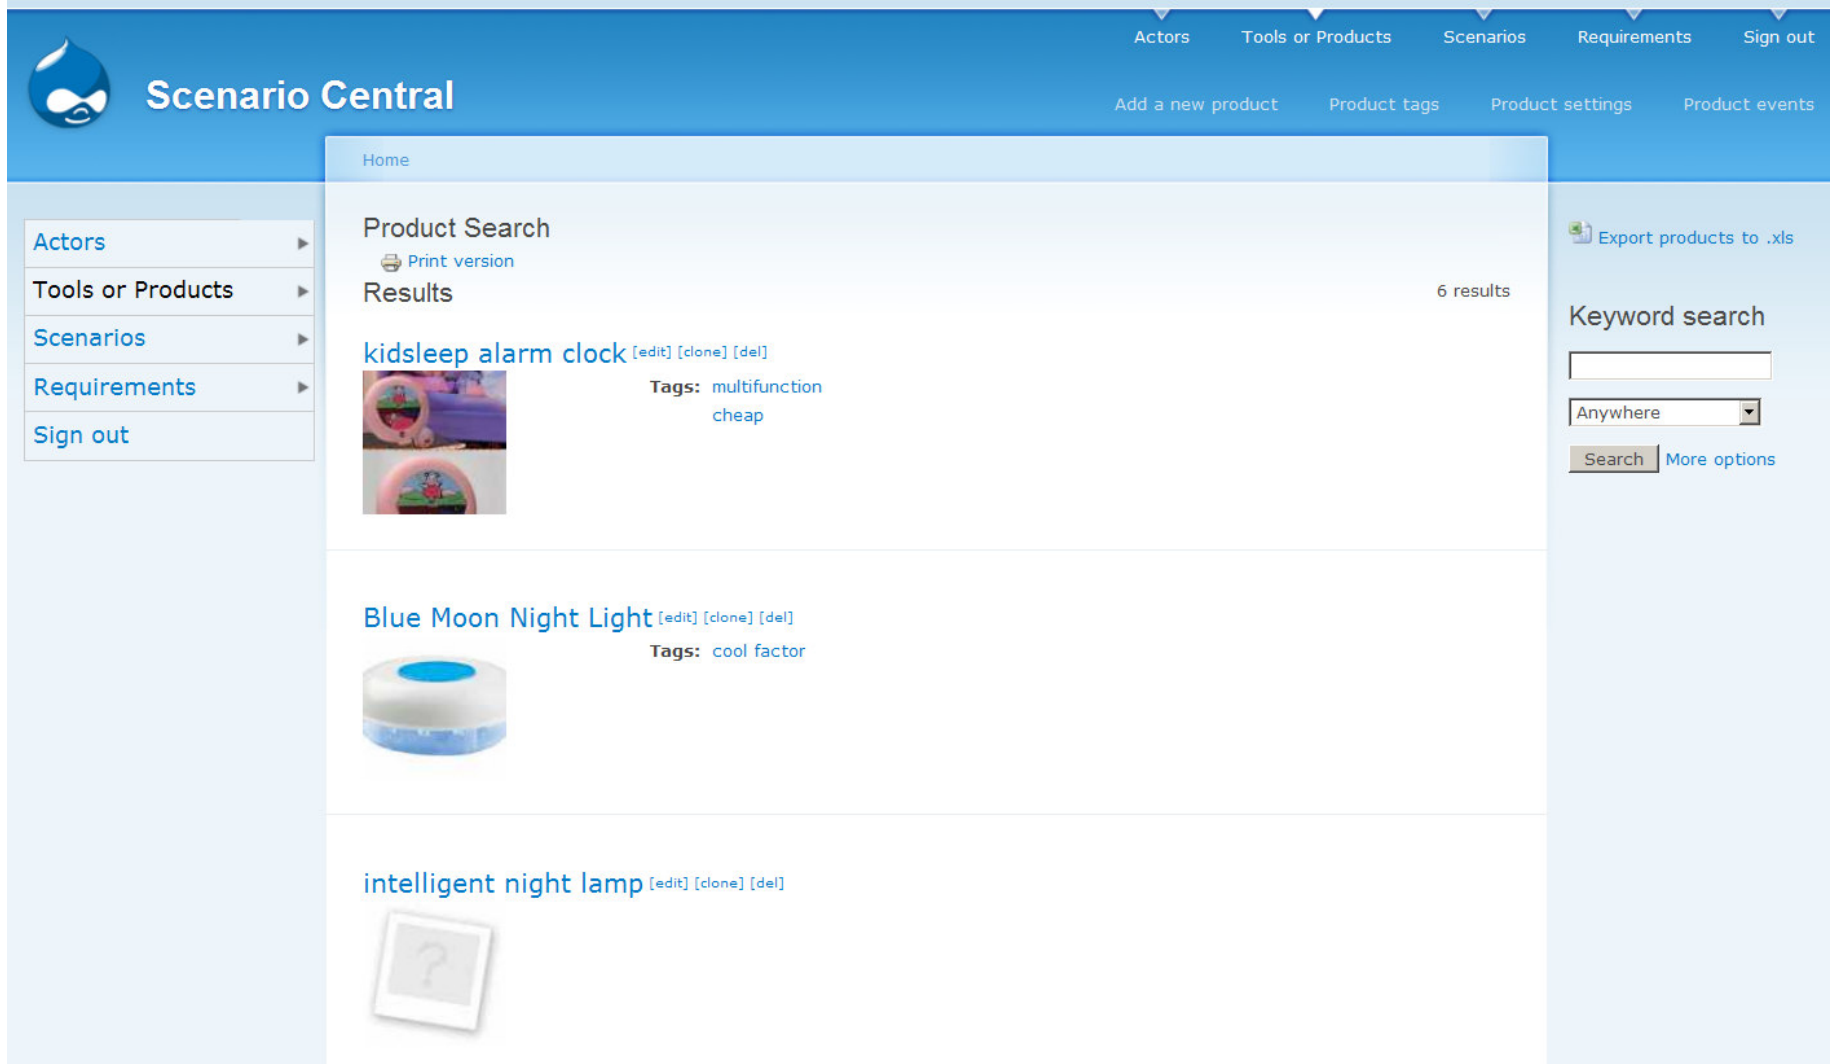 Actors Tools or Products Scenarios Requirements Sign out
Scenario Central
Add a new product Product tags Product settings Product events
Home
Actors
Tools or Products
Scenarios
Requirements
Sign out
Product Search
Print version
Results 6 results
kidsleep alarm clock [edit] [clone] [del]
Tags: multifunction
cheap
Blue Moon Night Light [edit] [clone] [del]
Tags: cool factor
intelligent night lamp [edit] [clone] [del]
?
Export products to .xls
Keyword search
Anywhere
Search More options